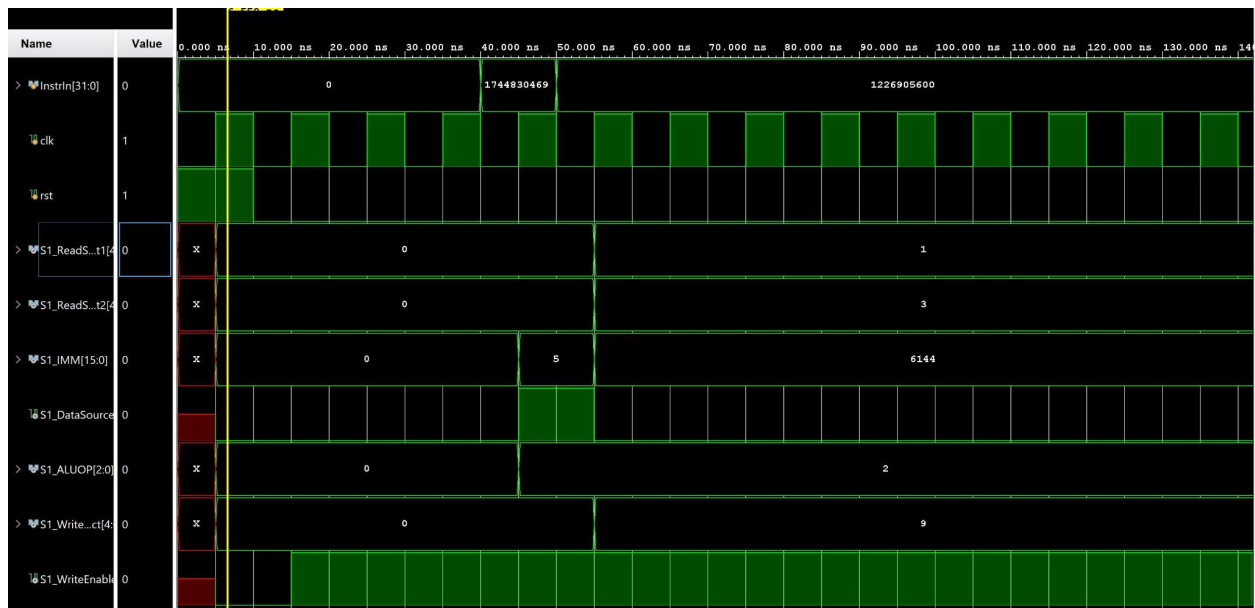 Name Value 0.000 ns 10.000 ns 20.000 ns 30.000 ns 40.000 ns 50.000 ns 60.000 ns 70.000 ns 80.000 ns 90.000 ns 100.000 ns 110.000 ns 120.000 ns 130.000 ns 14
InstrIn[31:0] 0 0 1744830469 1226905600
clk 1
rst 1
S1_ReadS...t1[4 0 X 0 1
S1_ReadS...t2[4 0 X 0 3
S1_IMM[15:0] 0 X 0 5 6144
S1_DataSource 0
S1_ALUOP[2:0] 0 X 0 2
S1_Write...ct[4: 0 X 0 9
S1_WriteEnable 0